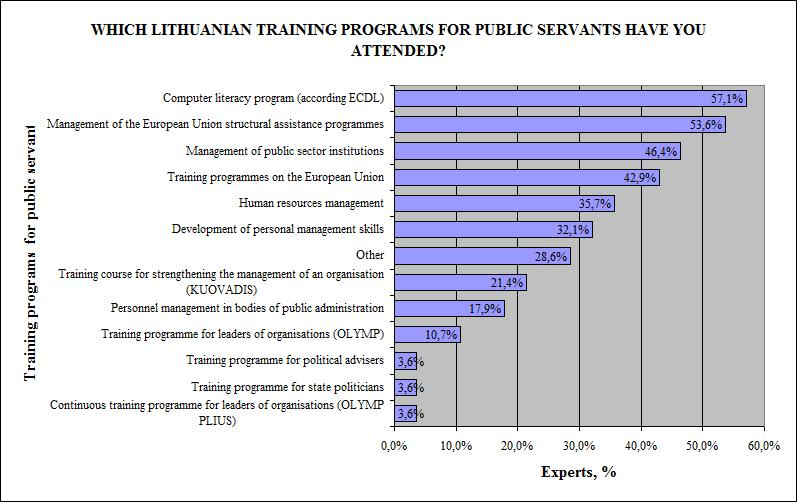 WHICH LITHUANIAN TRAINING PROGRAMS FOR PUBLIC SERVANTS HAVE YOU
ATTENDED?
Training programs for public servant
Computer literacy program (according ECDL)
57,1%
Management of the European Union structural assistance programmes
53,6%
Management of public sector institutions
46,4%
Training programmes on the European Union
42,9%
Human resources management
35,7%
Development of personal management skills
32,1%
Other
28,6%
Training course for strengthening the management of an organisation
(KUOVADIS)
21,4%
Personnel management in bodies of public administration
17,9%
Training programme for leaders of organisations (OLYMP)
10,7%
Training programme for political advisers
3,6%
Training programme for state politicians
3,6%
Continuous training programme for leaders of organisations (OLYMP
PLIUS)
3,6%
0,0% 10,0% 20,0% 30,0% 40,0% 50,0% 60,0%
Experts, %